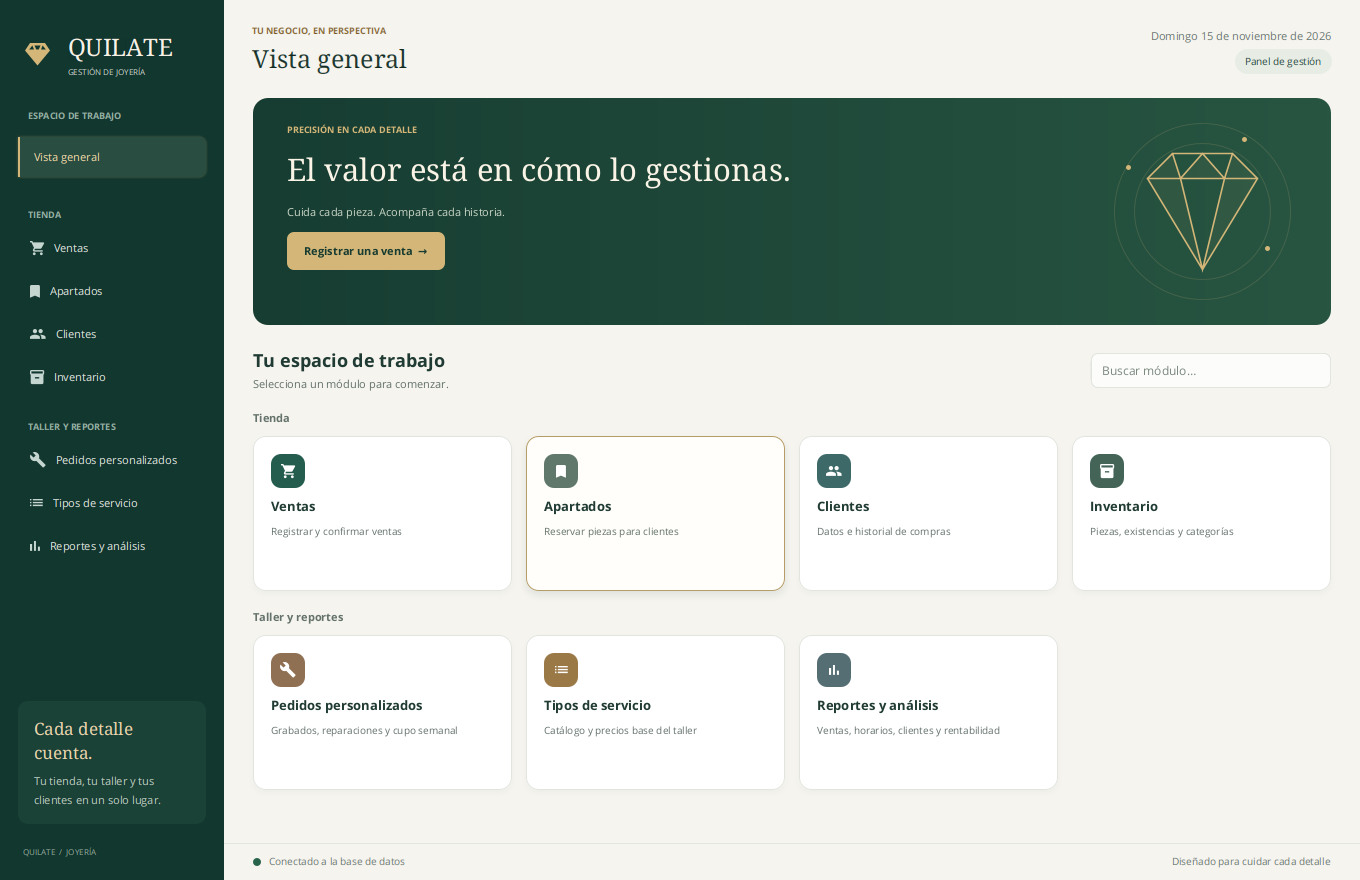 QUILATE
GESTIÓN DE JOYERÍA
ESPACIO DE TRABAJO
Vista general
TIENDA
Ventas
Apartados
Clientes
Inventario
TALLER Y REPORTES
Pedidos personalizados
Tipos de servicio
Reportes y análisis
Cada detalle
cuenta.
Tu tienda, tu taller y tus
clientes en un solo lugar.
QUILATE / JOYERÍA
TU NEGOCIO, EN PERSPECTIVA
Vista general
Domingo 15 de noviembre de 2026
Panel de gestión
PRECISIÓN EN CADA DETALLE
El valor está en cómo lo gestionas.
Cuida cada pieza. Acompaña cada historia.
Registrar una venta →
Tu espacio de trabajo
Selecciona un módulo para comenzar.
Buscar módulo...
Tienda
Ventas
Registrar y confirmar ventas
Apartados
Reservar piezas para clientes
Clientes
Datos e historial de compras
Inventario
Piezas, existencias y categorías
Taller y reportes
Pedidos personalizados
Grabados, reparaciones y cupo semanal
Tipos de servicio
Catálogo y precios base del taller
Reportes y análisis
Ventas, horarios, clientes y rentabilidad
Conectado a la base de datos
Diseñado para cuidar cada detalle